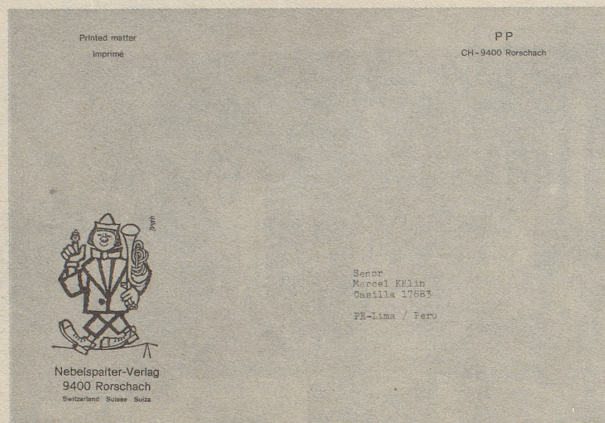 Printed matter
Imprimé
P P
CH-9400 Rorschach
Senor
Marcel Kälin
Casilla 17683
PE-Lima / Peru
Nebelspalter-Verlag
9400 Rorschach
Switzerland Suisse Suiza